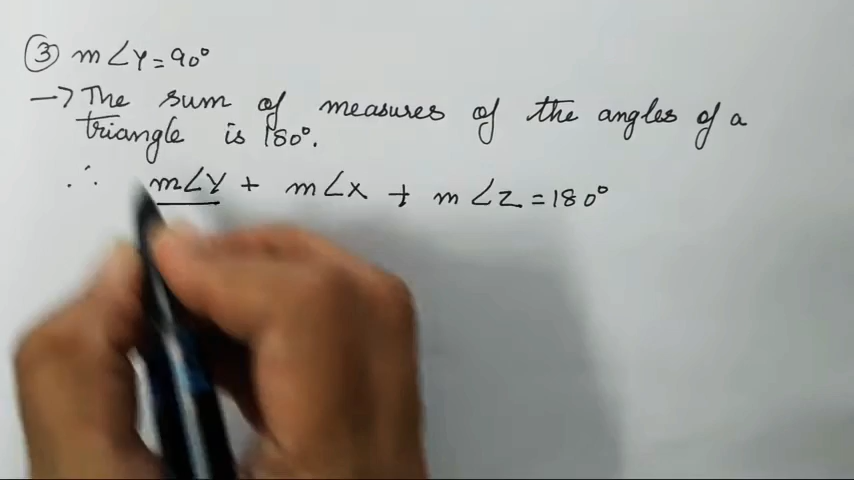 ③ m∠Y=90°
→ The sum of measures of the angles of a
triangle is 180°.
∴ m∠Y + m∠X + m∠Z = 180°